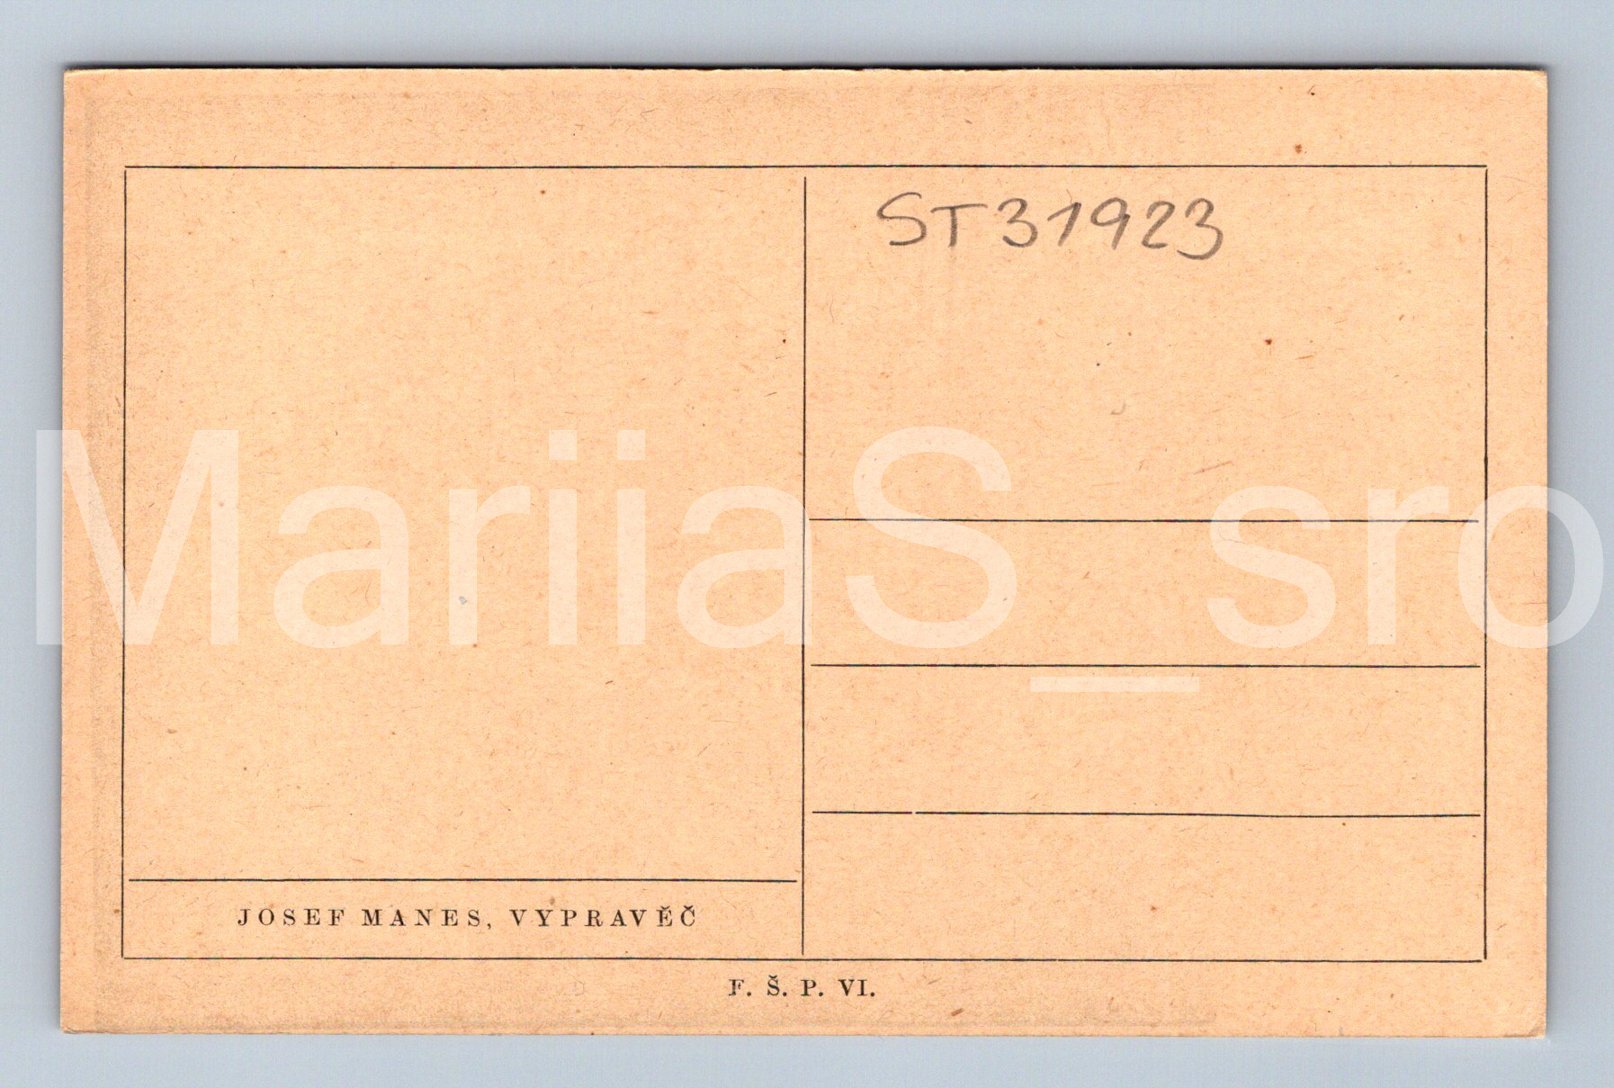 ST31923
MariiaS_sro
JOSEF MANES, VYPRAVĚČ
F. Š. P. VI.